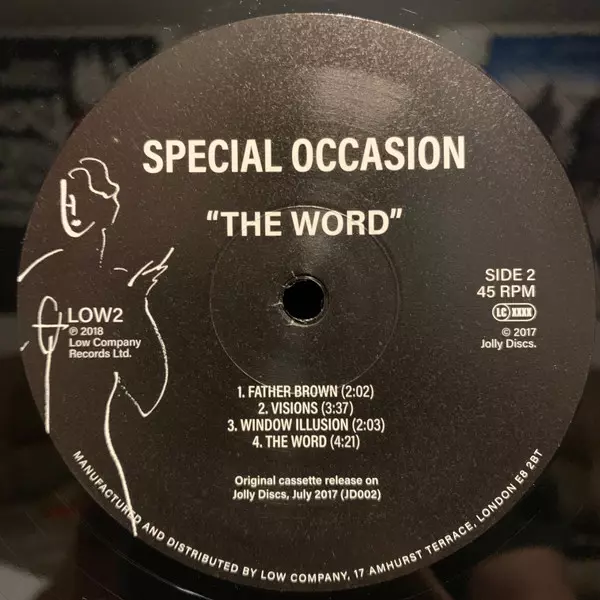 SPECIAL OCCASION
“THE WORD”
SIDE 2
45 RPM
LC XXXX
© 2017
Jolly Discs.
LOW2
℗ 2018
Low Company
Records Ltd.
1. FATHER BROWN (2:02)
2. VISIONS (3:37)
3. WINDOW ILLUSION (2:03)
4. THE WORD (4:21)
Original cassette release on
Jolly Discs, July 2017 (JD002)
MANUFACTURED AND DISTRIBUTED BY LOW COMPANY, 17 AMHURST TERRACE, LONDON E8 2BT